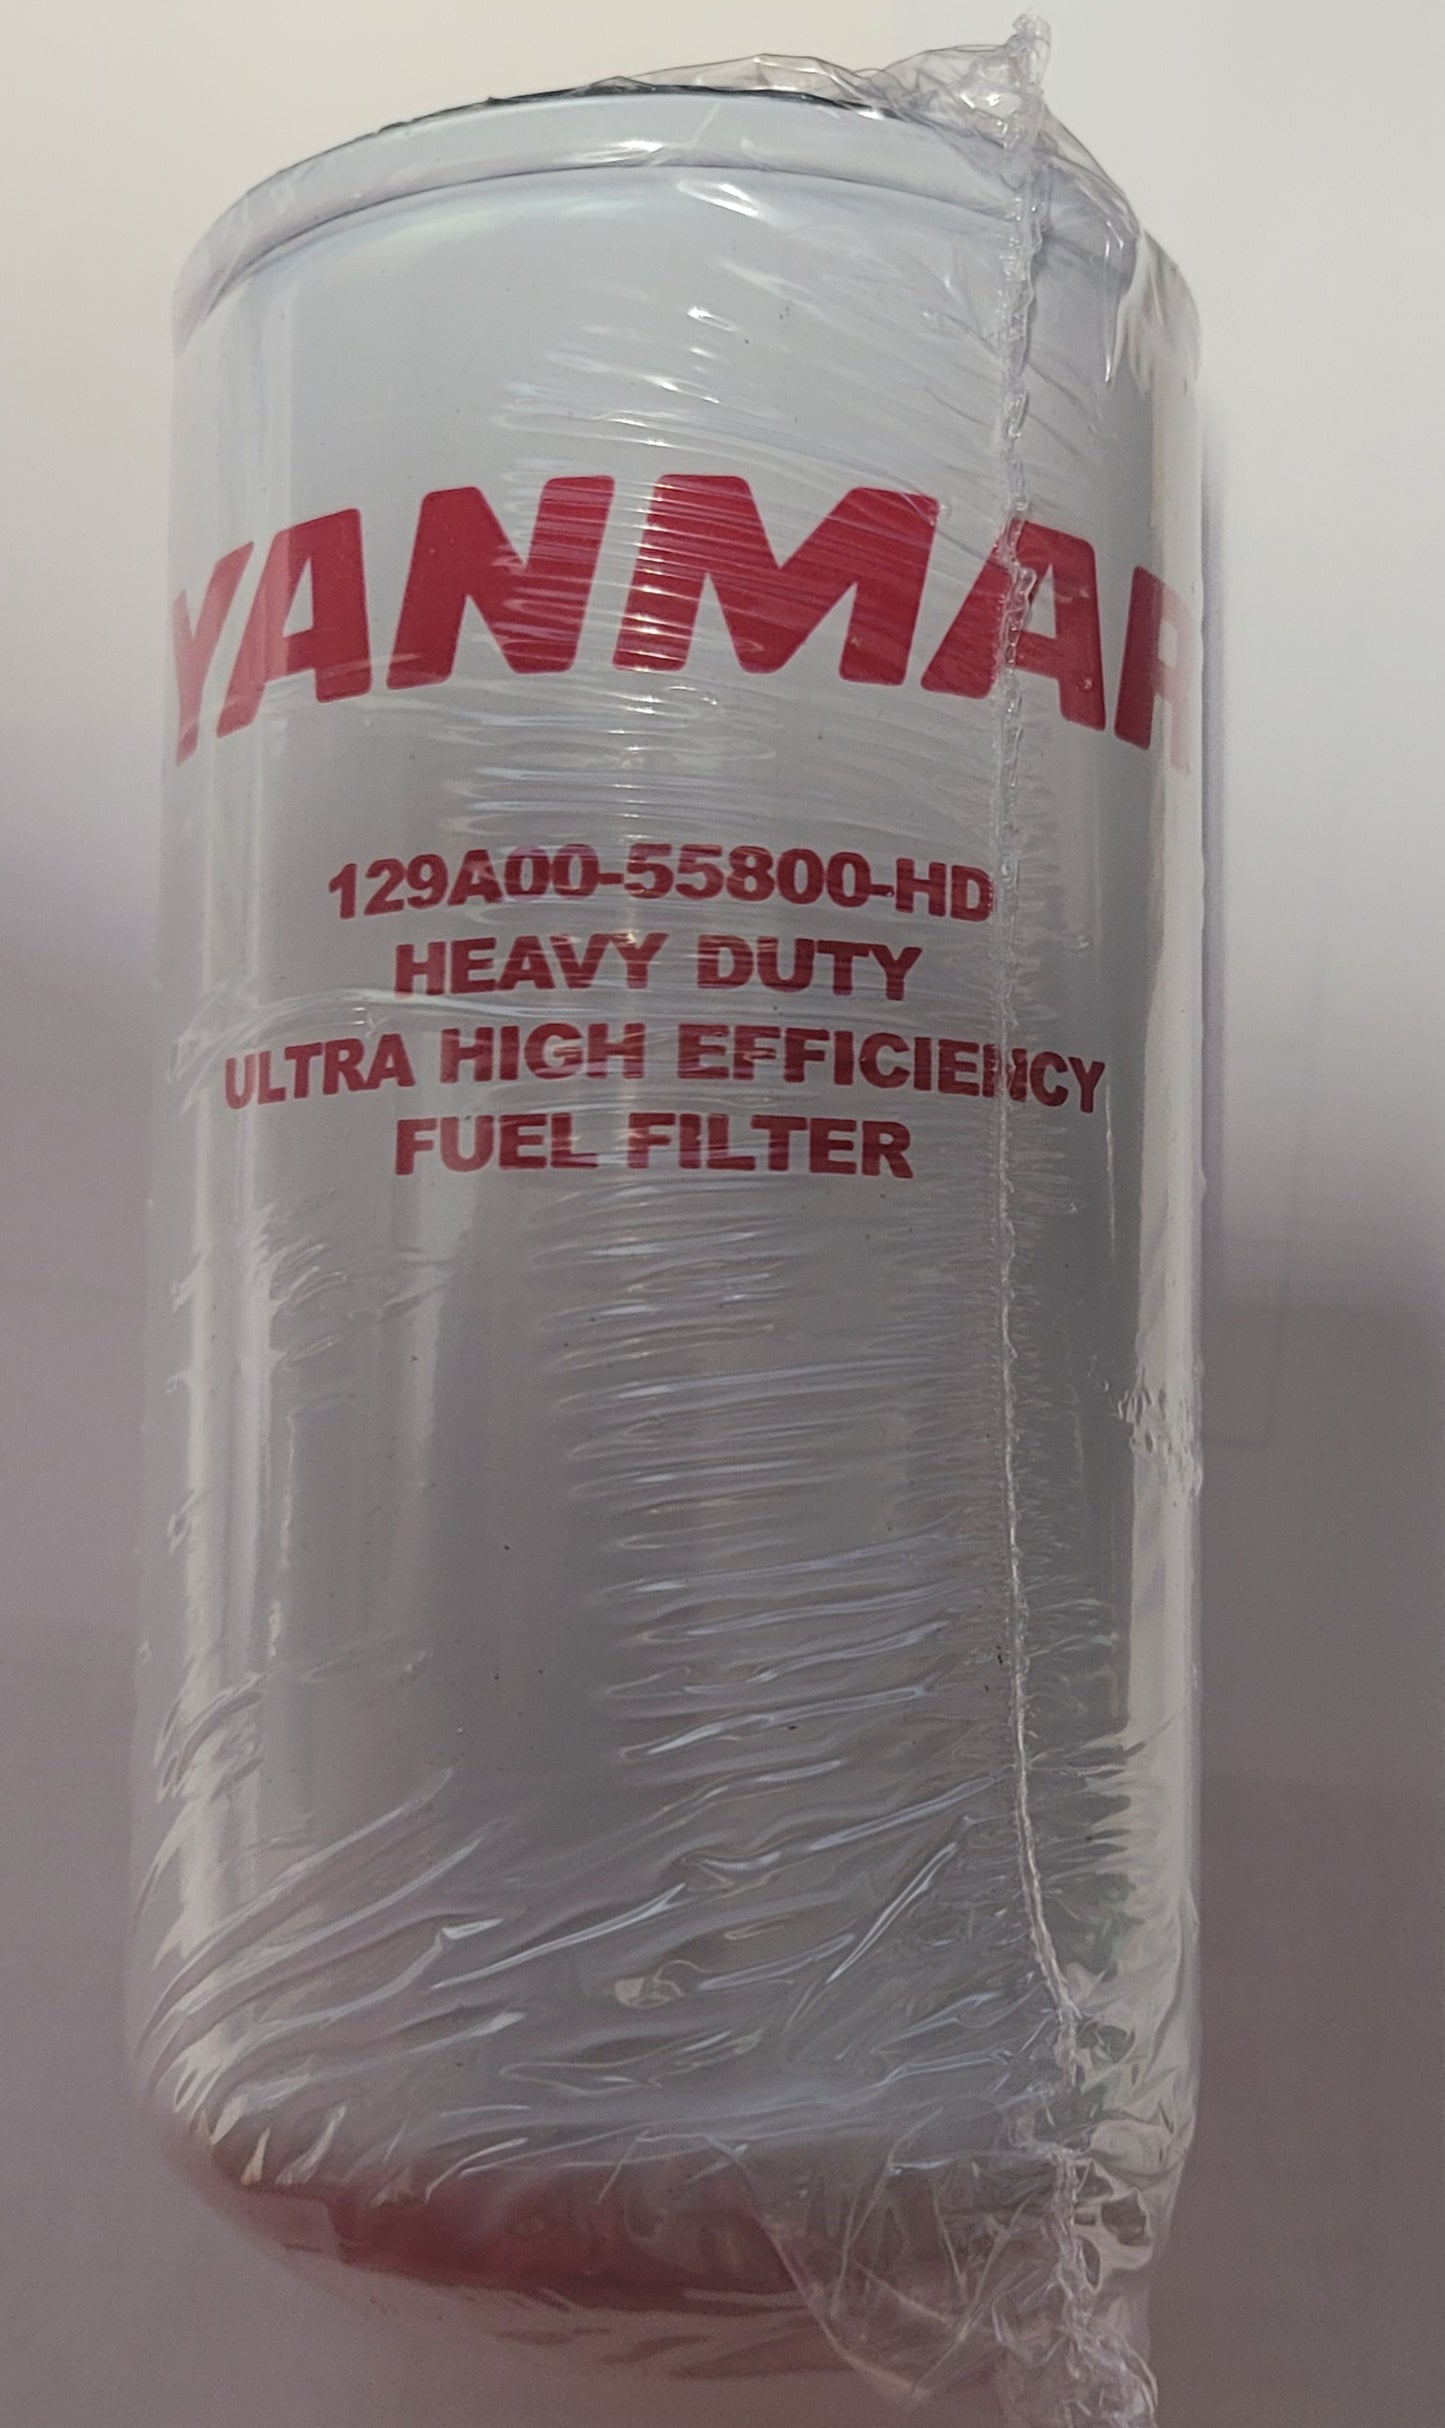 YANMAR
129A00-55800-HD
HEAVY DUTY
ULTRA HIGH EFFICIENCY
FUEL FILTER